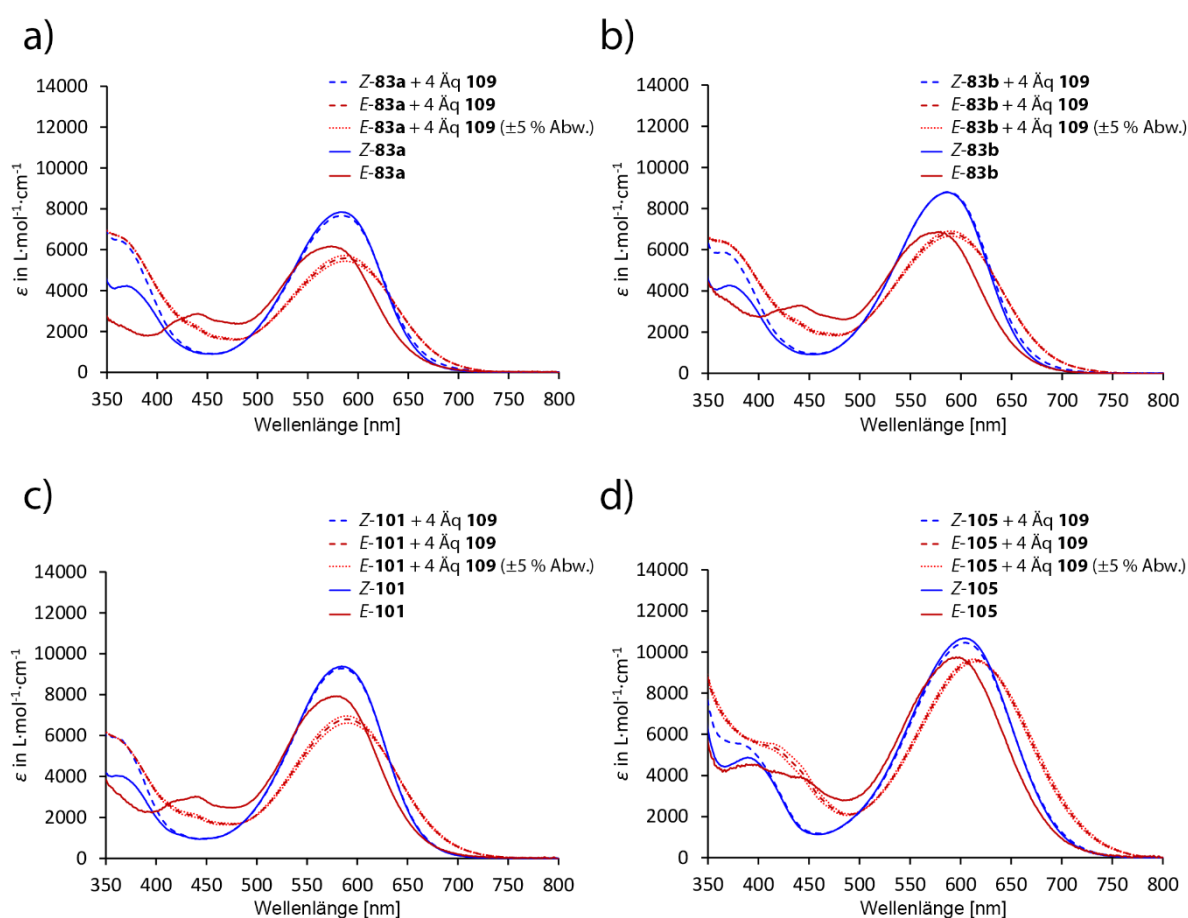 a)
Z-83a + 4 Äq 109
E-83a + 4 Äq 109
E-83a + 4 Äq 109 (±5 % Abw.)
Z-83a
E-83a
ε in L·mol⁻¹·cm⁻¹
14000
12000
10000
8000
6000
4000
2000
0
350 400 450 500 550 600 650 700 750 800
Wellenlänge [nm]
b)
Z-83b + 4 Äq 109
E-83b + 4 Äq 109
E-83b + 4 Äq 109 (±5 % Abw.)
Z-83b
E-83b
ε in L·mol⁻¹·cm⁻¹
14000
12000
10000
8000
6000
4000
2000
0
350 400 450 500 550 600 650 700 750 800
Wellenlänge [nm]
c)
Z-101 + 4 Äq 109
E-101 + 4 Äq 109
E-101 + 4 Äq 109 (±5 % Abw.)
Z-101
E-101
ε in L·mol⁻¹·cm⁻¹
14000
12000
10000
8000
6000
4000
2000
0
350 400 450 500 550 600 650 700 750 800
Wellenlänge [nm]
d)
Z-105 + 4 Äq 109
E-105 + 4 Äq 109
E-105 + 4 Äq 109 (±5 % Abw.)
Z-105
E-105
ε in L·mol⁻¹·cm⁻¹
14000
12000
10000
8000
6000
4000
2000
0
350 400 450 500 550 600 650 700 750 800
Wellenlänge [nm]